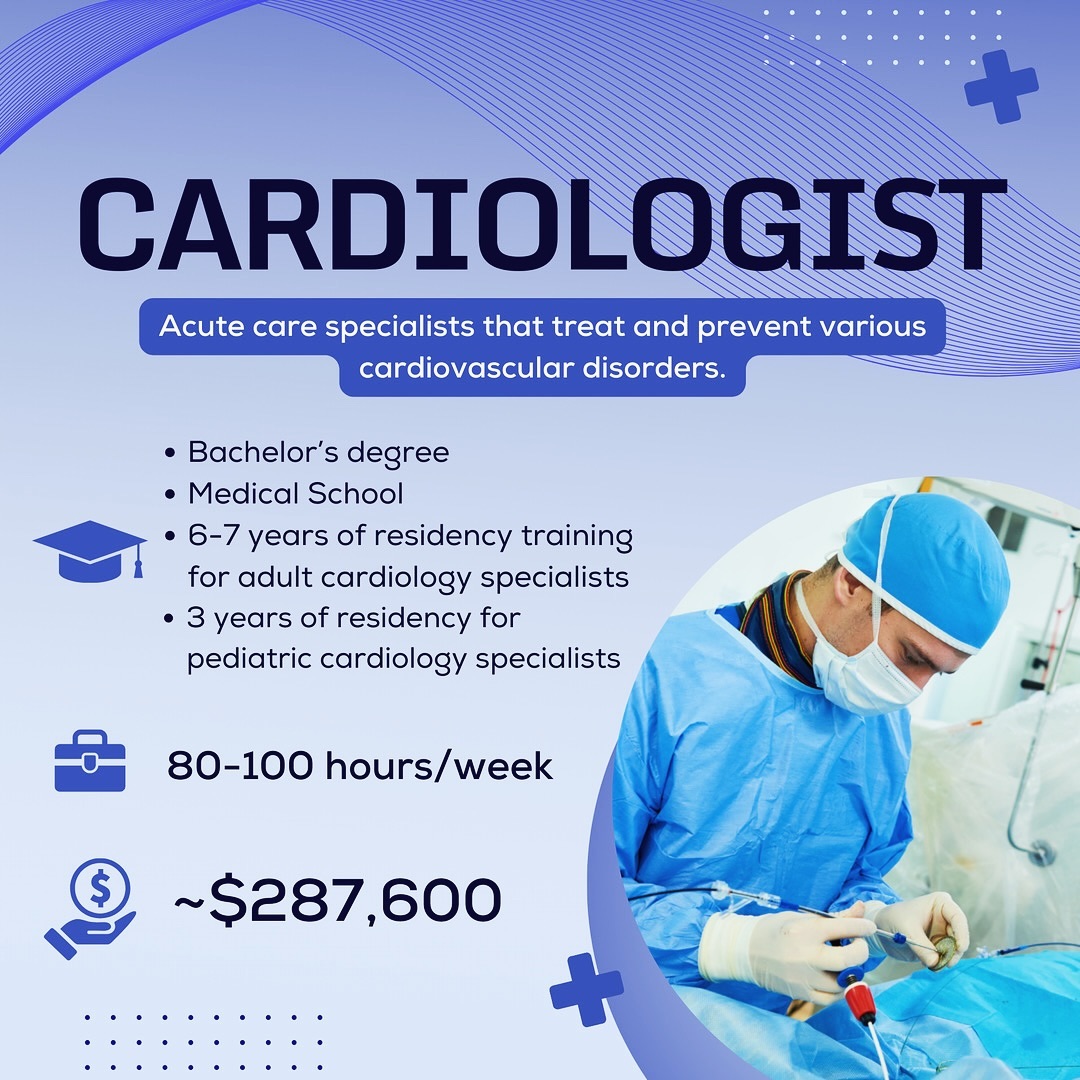 CARDIOLOGIST
Acute care specialists that treat and prevent various
cardiovascular disorders.
• Bachelor’s degree
• Medical School
• 6-7 years of residency training
for adult cardiology specialists
• 3 years of residency for
pediatric cardiology specialists
80-100 hours/week
$
~$287,600